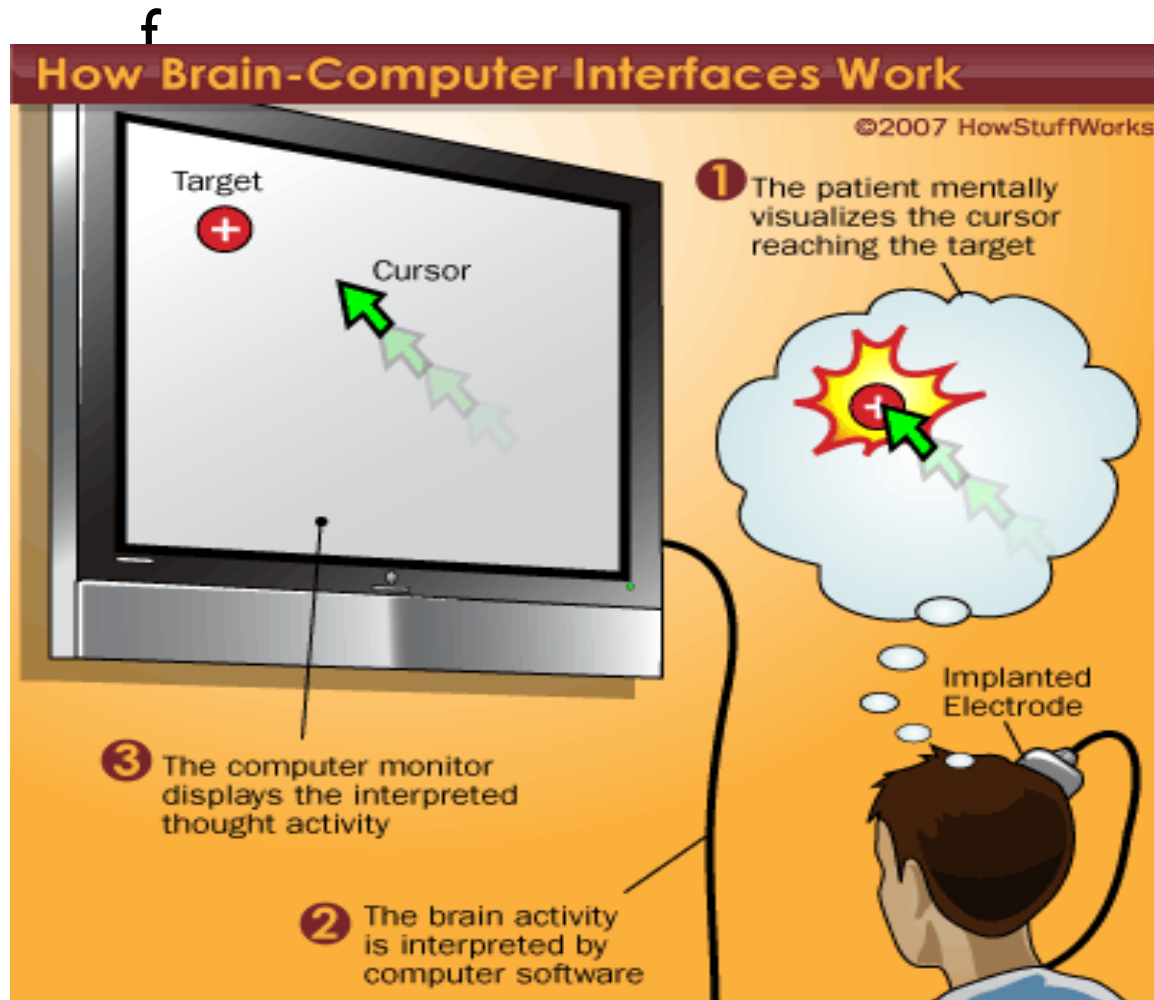 f
How Brain-Computer Interfaces Work
©2007 HowStuffWorks
Target
Cursor
1 The patient mentally
visualizes the cursor
reaching the target
Implanted
Electrode
3 The computer monitor
displays the interpreted
thought activity
2 The brain activity
is interpreted by
computer software